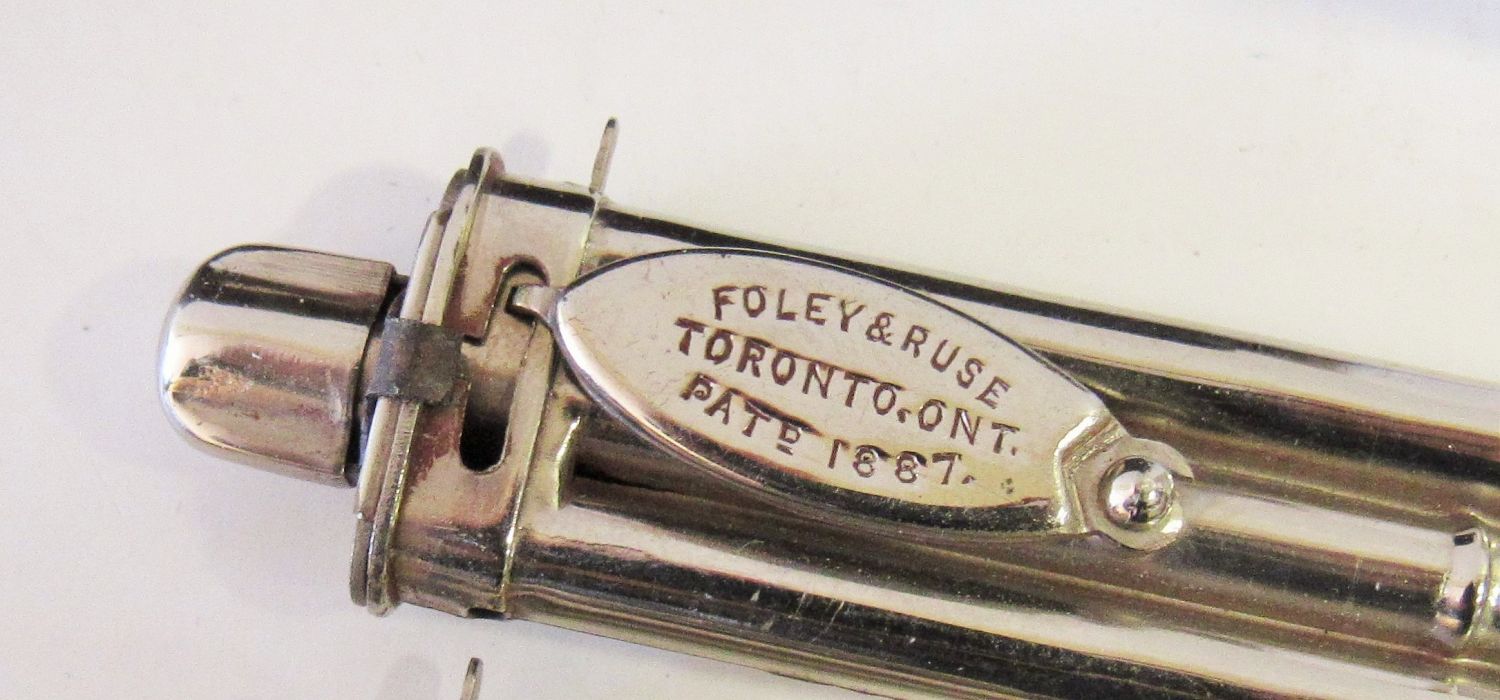 FOLEY & RUSE
TORONTO. ONT.
PATD 1887.